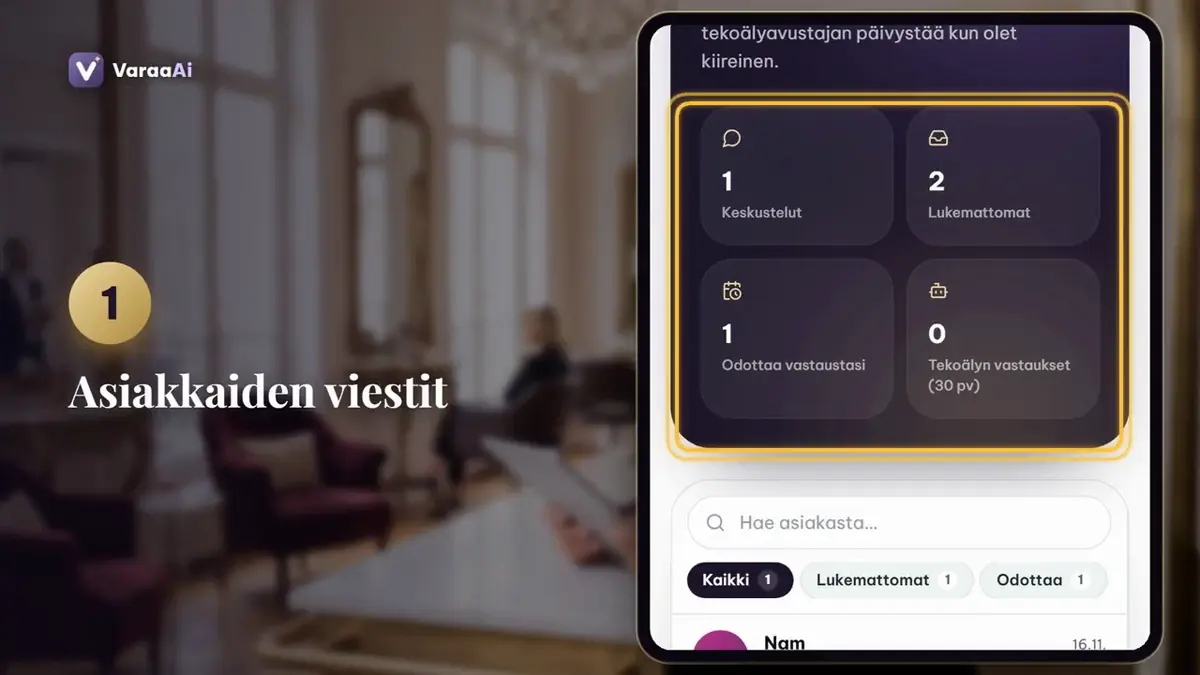 VaraaAi
1
Asiakkaiden viestit
tekoälyavustajan päivystää kun olet
kiireinen.
1
Keskustelut
2
Lukemattomat
1
Odottaa vastaustasi
0
Tekoälyn vastaukset
(30 pv)
Hae asiakasta...
Kaikki 1
Lukemattomat 1
Odottaa 1
Nam
16.11.